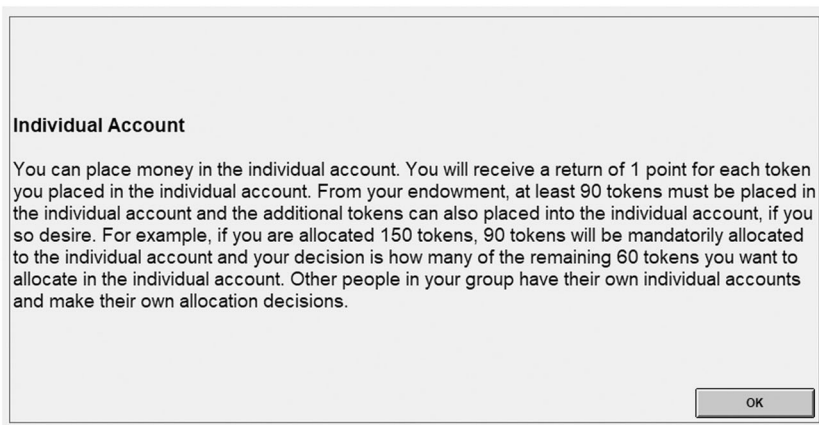 Individual Account
You can place money in the individual account. You will receive a return of 1 point for each token
you placed in the individual account. From your endowment, at least 90 tokens must be placed in
the individual account and the additional tokens can also placed into the individual account, if you
so desire. For example, if you are allocated 150 tokens, 90 tokens will be mandatorily allocated
to the individual account and your decision is how many of the remaining 60 tokens you want to
allocate in the individual account. Other people in your group have their own individual accounts
and make their own allocation decisions.
OK